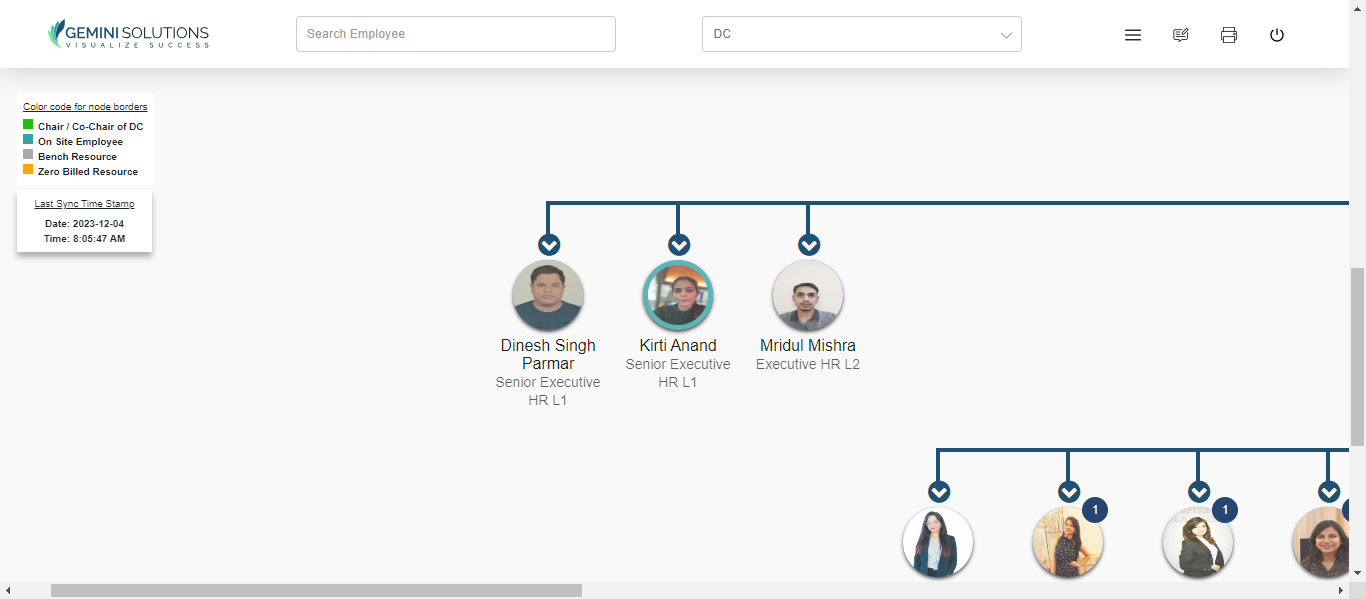 GEMINI SOLUTIONS
VISUALIZE SUCCESS
Search Employee
DC
Color code for node borders
Chair / Co-Chair of DC
On Site Employee
Bench Resource
Zero Billed Resource
Last Sync Time Stamp
Date: 2023-12-04
Time: 8:05:47 AM
Dinesh Singh
Parmar
Senior Executive
HR L1
Kirti Anand
Senior Executive
HR L1
Mridul Mishra
Executive HR L2
1
1